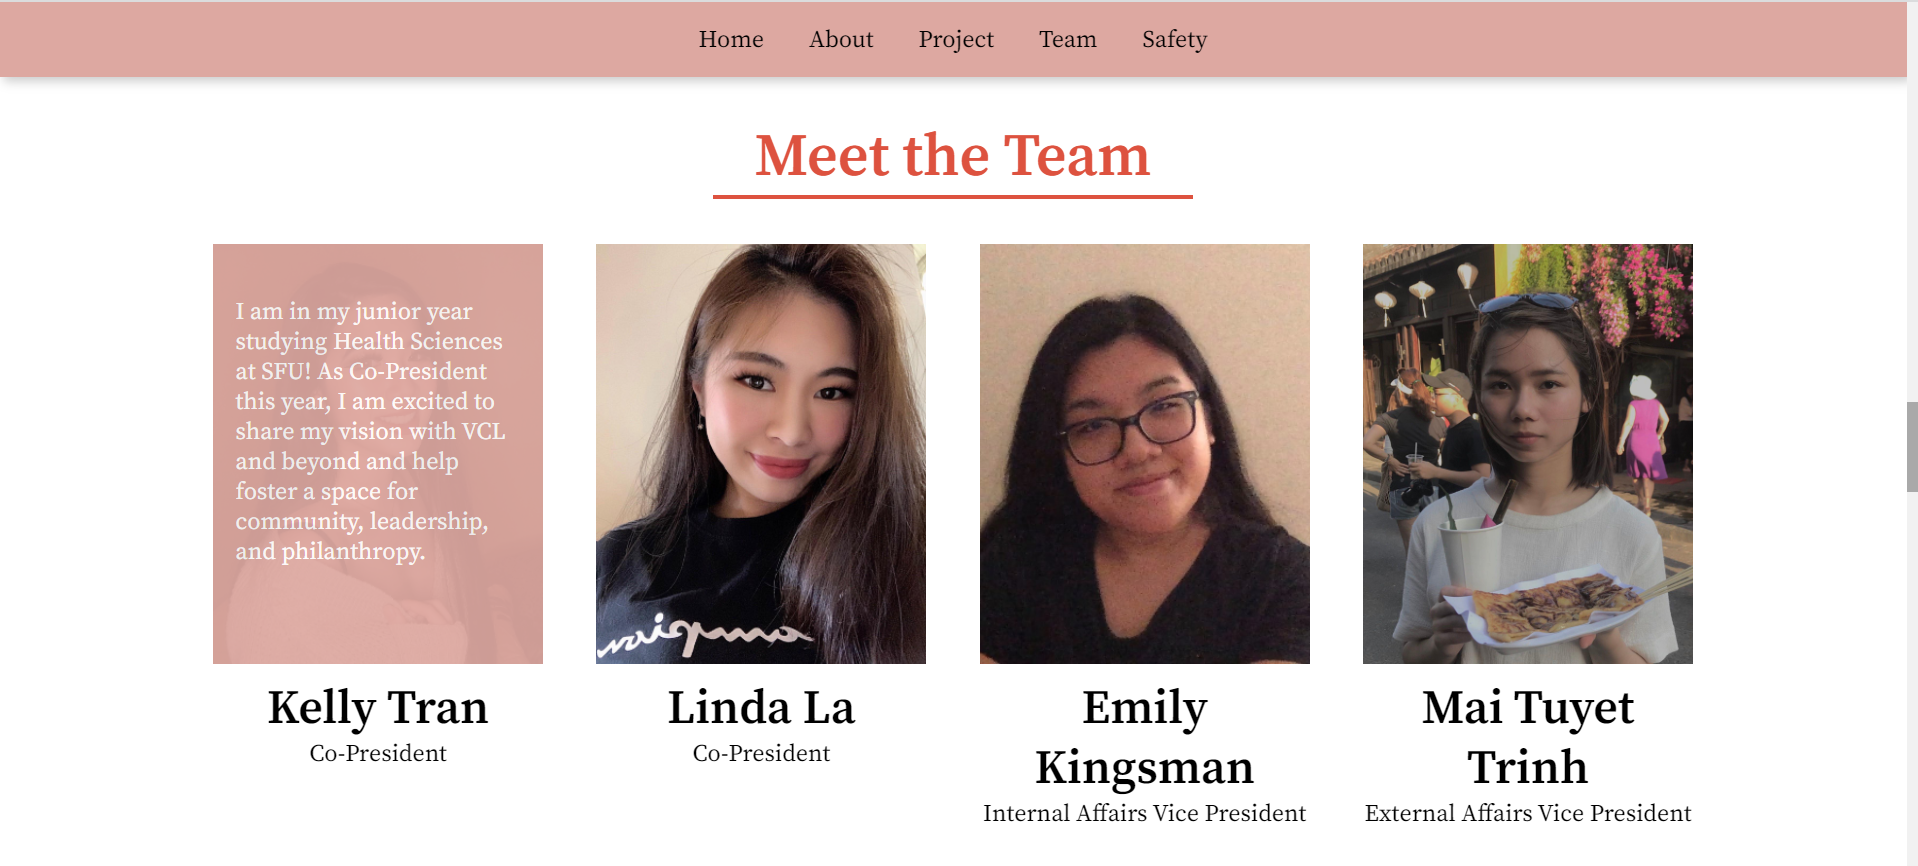 Home About Project Team Safety
Meet the Team
I am in my junior year
studying Health Sciences
at SFU! As Co-President
this year, I am excited to
share my vision with VCL
and beyond and help
foster a space for
community, leadership,
and philanthropy.
Kelly Tran
Co-President
Linda La
Co-President
Emily
Kingsman
Internal Affairs Vice President
Mai Tuyet
Trinh
External Affairs Vice President